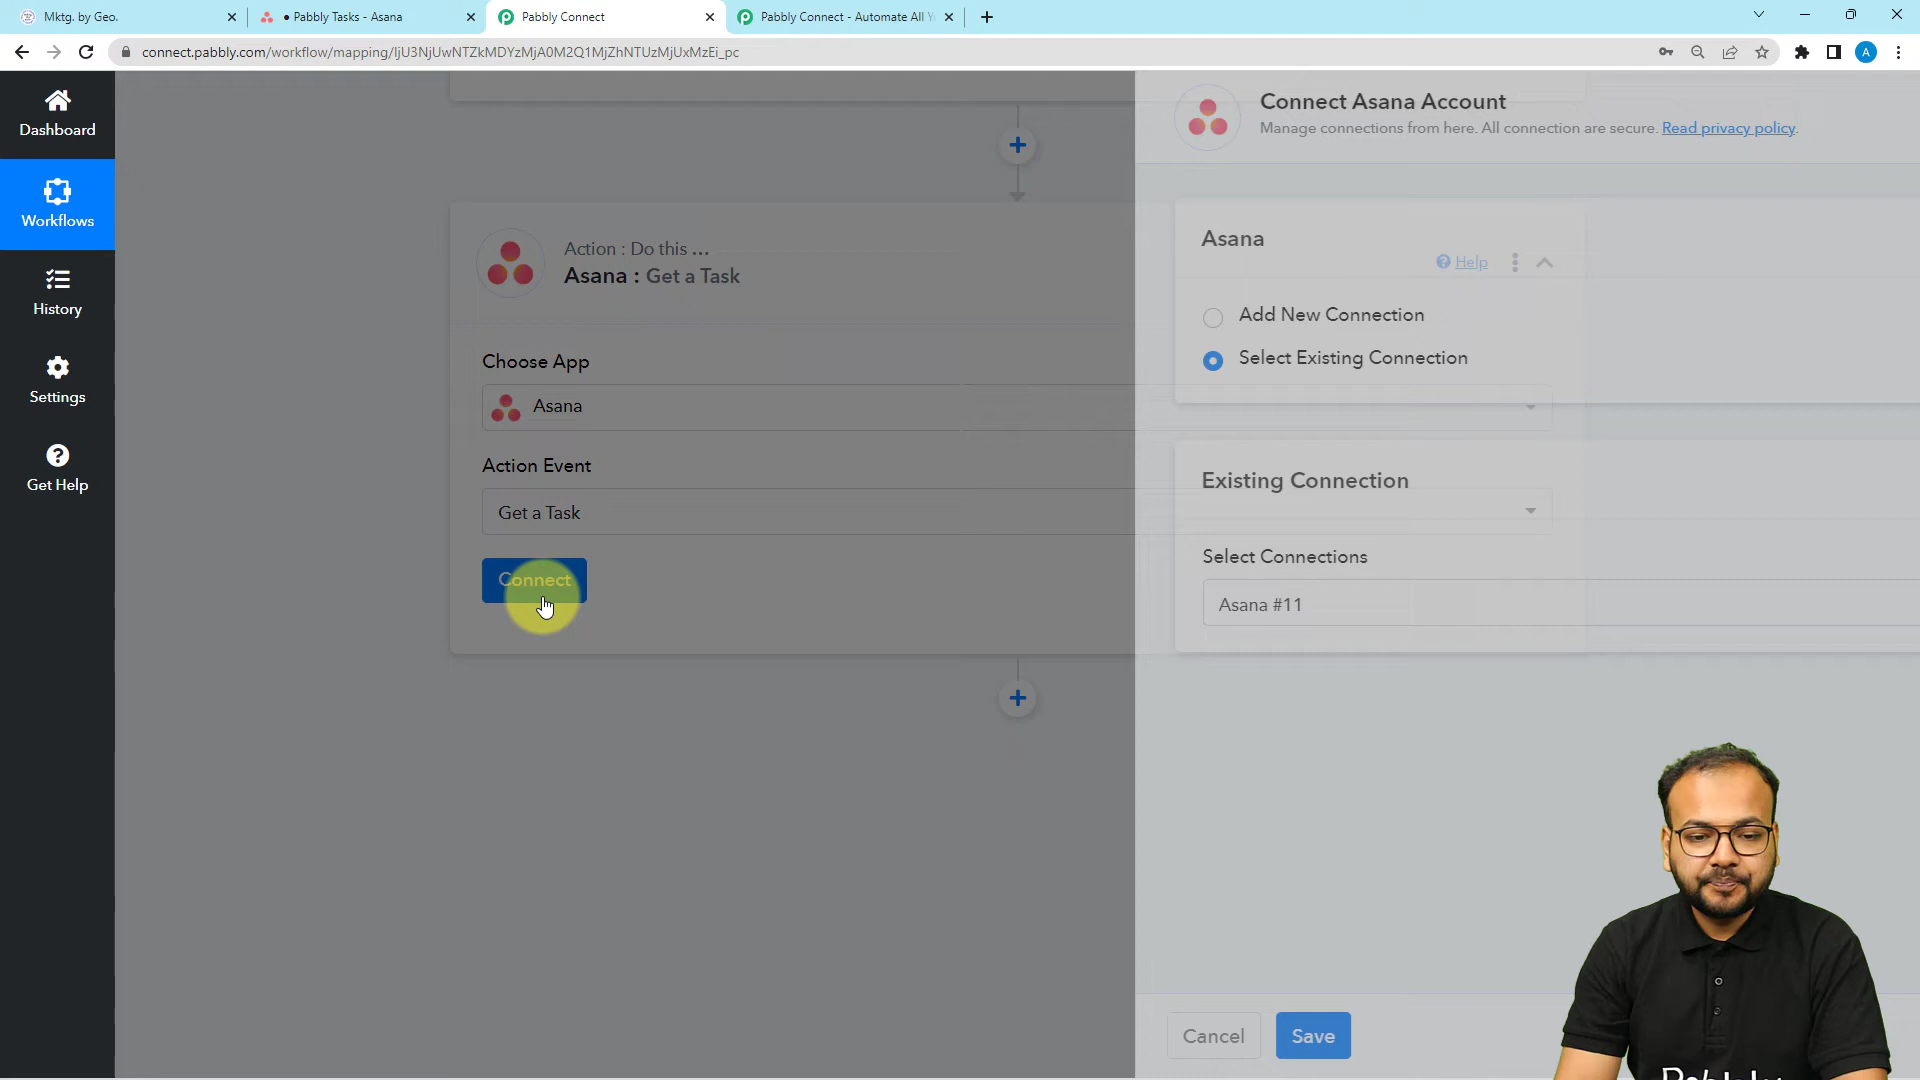 Mktg. by Geo.
• Pabbly Tasks - Asana
Pabbly Connect
Pabbly Connect - Automate All Y
connect.pabbly.com/workflow/mapping/IjU3NjUwNTZkMDYzMjA0M2Q1MjZhNTUzMjUxMzEi_pc
A
Dashboard
Workflows
History
Settings
Get Help
Action : Do this ...
Asana : Get a Task
Help
Choose App
Asana
Action Event
Get a Task
Connect
Connect Asana Account
Manage connections from here. All connection are secure. Read privacy policy.
Asana
Add New Connection
Select Existing Connection
Existing Connection
Select Connections
Asana #11
Cancel
Save
Pabbly